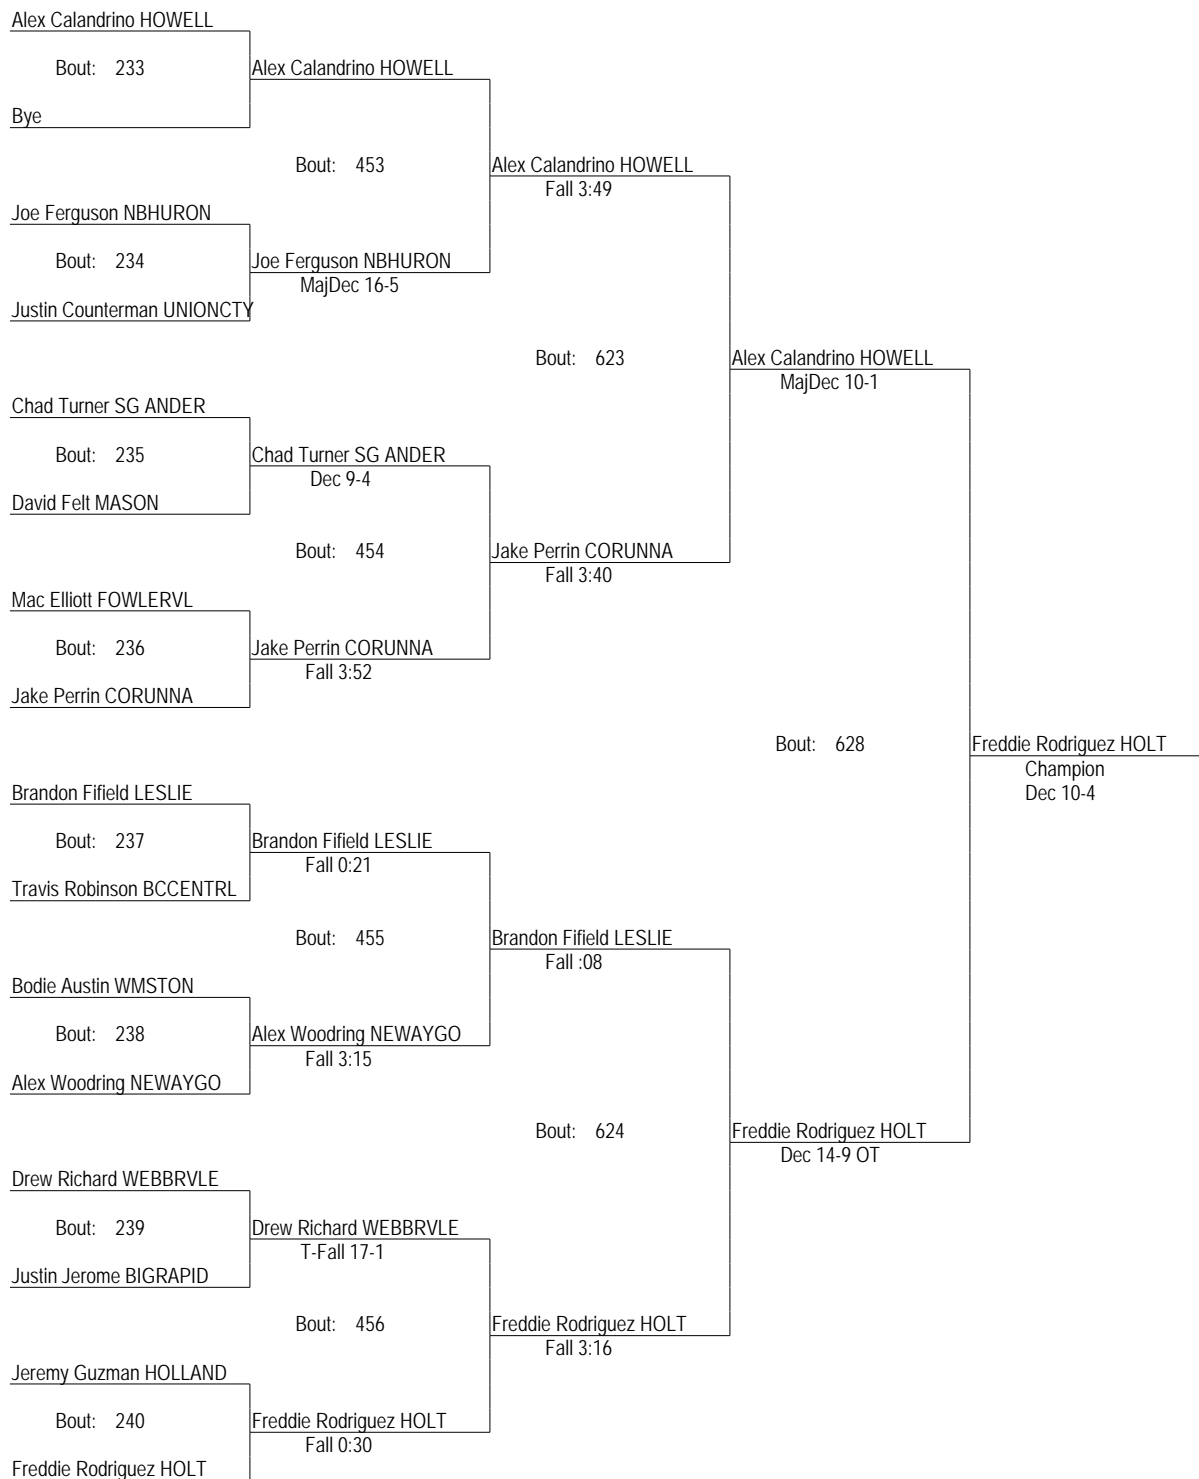 Alex Calandrino HOWELL
Bout: 233
Alex Calandrino HOWELL
Bye
Bout: 453
Alex Calandrino HOWELL
Fall 3:49
Joe Ferguson NBHURON
Bout: 234
Joe Ferguson NBHURON
MajDec 16-5
Justin Counterman UNIONCTY
Bout: 623
Alex Calandrino HOWELL
MajDec 10-1
Chad Turner SG ANDER
Bout: 235
Chad Turner SG ANDER
Dec 9-4
David Felt MASON
Bout: 454
Jake Perrin CORUNNA
Fall 3:40
Mac Elliott FOWLERVL
Bout: 236
Jake Perrin CORUNNA
Fall 3:52
Jake Perrin CORUNNA
Bout: 628
Freddie Rodriguez HOLT
Champion
Dec 10-4
Brandon Fifield LESLIE
Bout: 237
Brandon Fifield LESLIE
Fall 0:21
Travis Robinson BCCENTRL
Bout: 455
Brandon Fifield LESLIE
Fall :08
Bodie Austin WMSTON
Bout: 238
Alex Woodring NEWAYGO
Fall 3:15
Alex Woodring NEWAYGO
Bout: 624
Freddie Rodriguez HOLT
Dec 14-9 OT
Drew Richard WEBBRVLE
Bout: 239
Drew Richard WEBBRVLE
T-Fall 17-1
Justin Jerome BIGRAPID
Bout: 456
Freddie Rodriguez HOLT
Fall 3:16
Jeremy Guzman HOLLAND
Bout: 240
Freddie Rodriguez HOLT
Fall 0:30
Freddie Rodriguez HOLT